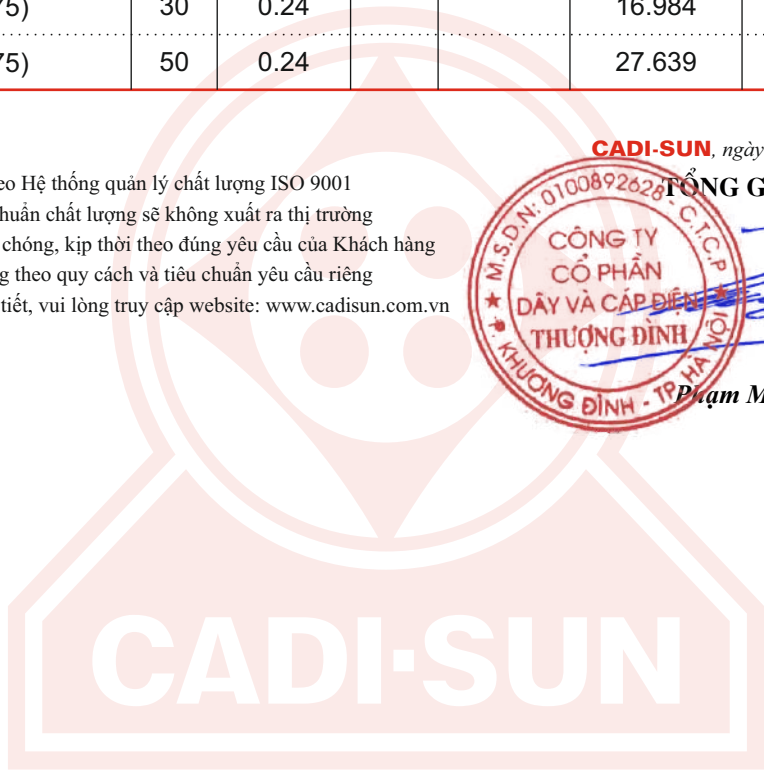 75) 30 0.24 16.984
75) 50 0.24 27.639
CADI-SUN, ngày
eo Hệ thống quản lý chất lượng ISO 9001
TỔNG G
huẩn chất lượng sẽ không xuất ra thị trường
chóng, kịp thời theo đúng yêu cầu của Khách hàng
g theo quy cách và tiêu chuẩn yêu cầu riêng
tiết, vui lòng truy cập website: www.cadisun.com.vn
M.S.D.N: 0100892628 - C.T.C.P
CÔNG TY
CỔ PHẦN
DÂY VÀ CÁP ĐIỆN
THƯỢNG ĐÌNH
P. KHƯƠNG ĐÌNH - TP. HÀ NỘI
Phạm M
CADI-SUN